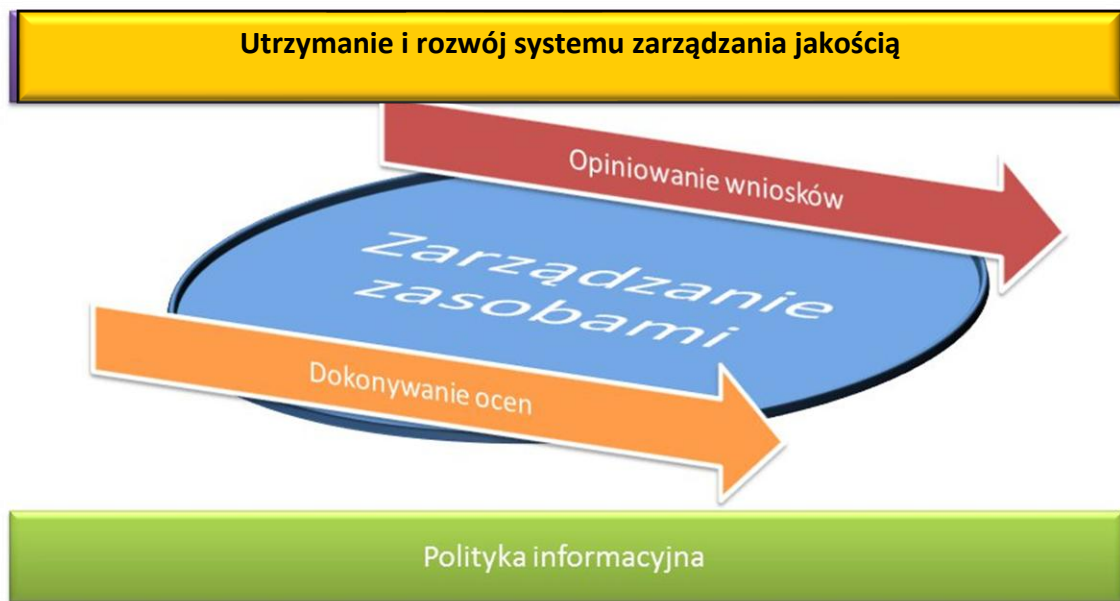 Utrzymanie i rozwój systemu zarządzania jakością
Opiniowanie wniosków
Zarządzanie
zasobami
Dokonywanie ocen
Polityka informacyjna